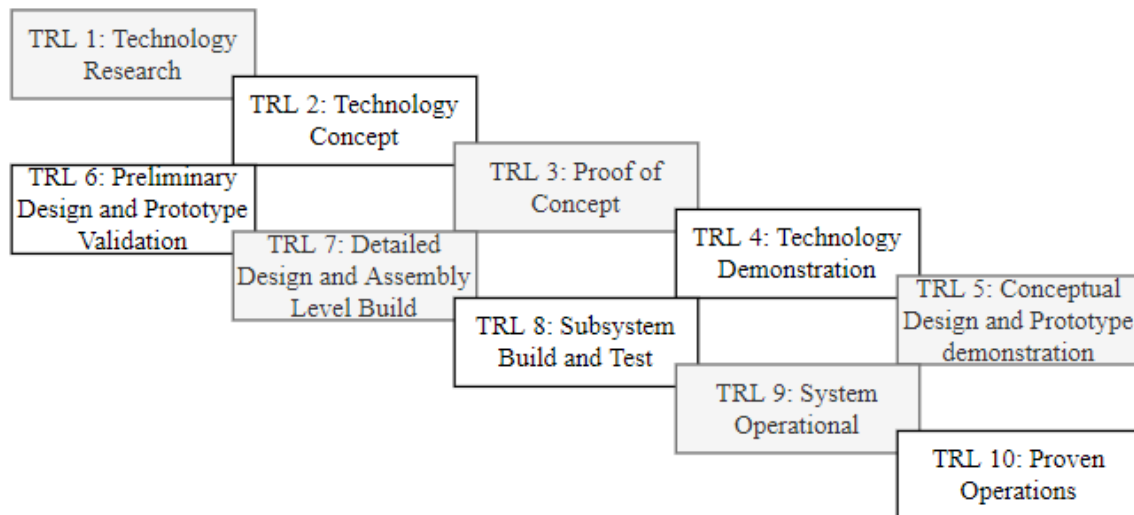 TRL 1: Technology
Research
TRL 2: Technology
Concept
TRL 3: Proof of
Concept
TRL 4: Technology
Demonstration
TRL 5: Conceptual
Design and Prototype
demonstration
TRL 6: Preliminary
Design and Prototype
Validation
TRL 7: Detailed
Design and Assembly
Level Build
TRL 8: Subsystem
Build and Test
TRL 9: System
Operational
TRL 10: Proven
Operations